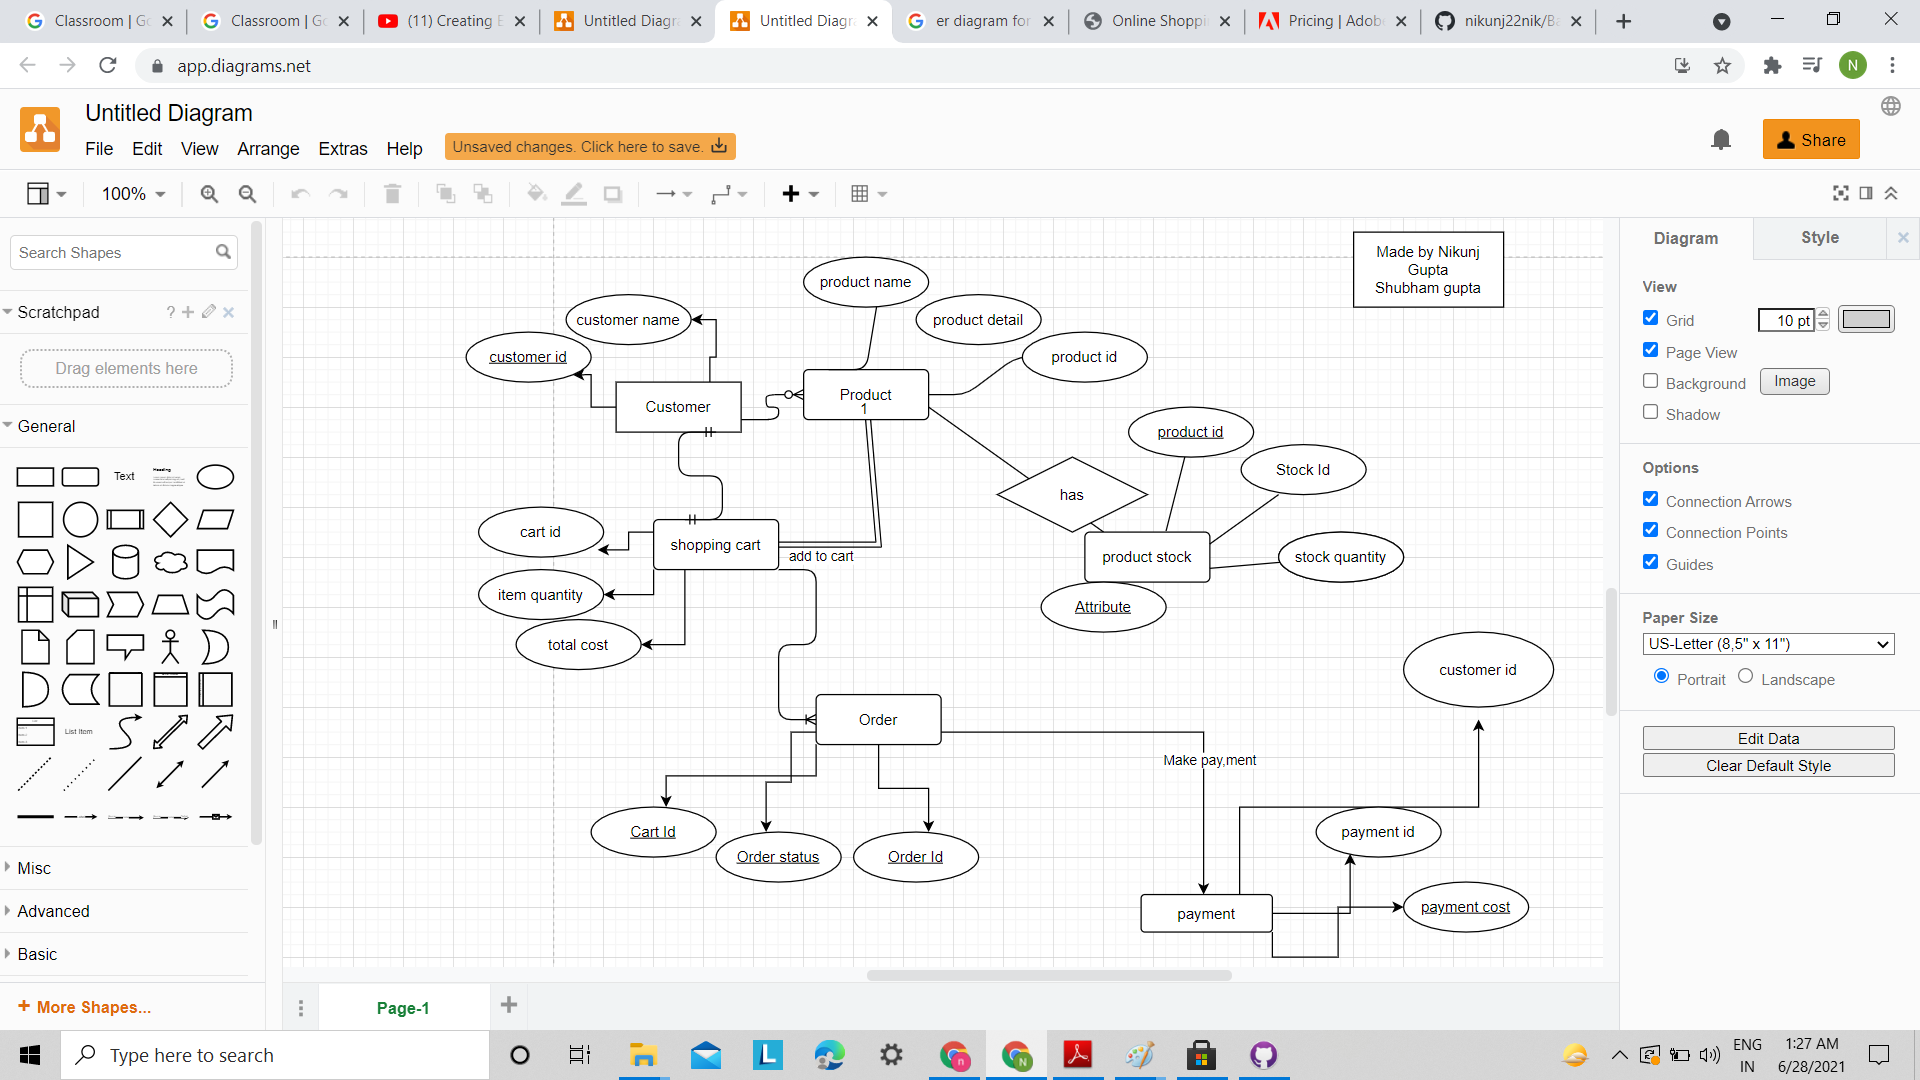 Classroom | Go
Classroom | Go
(11) Creating E
Untitled Diagra
Untitled Diagra
er diagram for
Online Shoppi
Pricing | Adob
nikunj22nik/Ba
app.diagrams.net
N
Untitled Diagram
File Edit View Arrange Extras Help
Unsaved changes. Click here to save.
Share
100%
Search Shapes
Scratchpad
?
Drag elements here
General
Text
Heading
List Item
Misc
Advanced
Basic
+ More Shapes...
Made by Nikunj
Gupta
Shubham gupta
product name
customer name
product detail
customer id
product id
Customer
Product
1
product id
Stock Id
has
cart id
shopping cart
add to cart
product stock
stock quantity
item quantity
Attribute
total cost
customer id
Order
Make pay,ment
Cart Id
Order status
Order Id
payment id
payment
payment cost
Page-1
Diagram
Style
View
Grid
10 pt
Page View
Background
Image
Shadow
Options
Connection Arrows
Connection Points
Guides
Paper Size
US-Letter (8,5" x 11")
Portrait
Landscape
Edit Data
Clear Default Style
Type here to search
L
n
N
ENG
IN
1:27 AM
6/28/2021